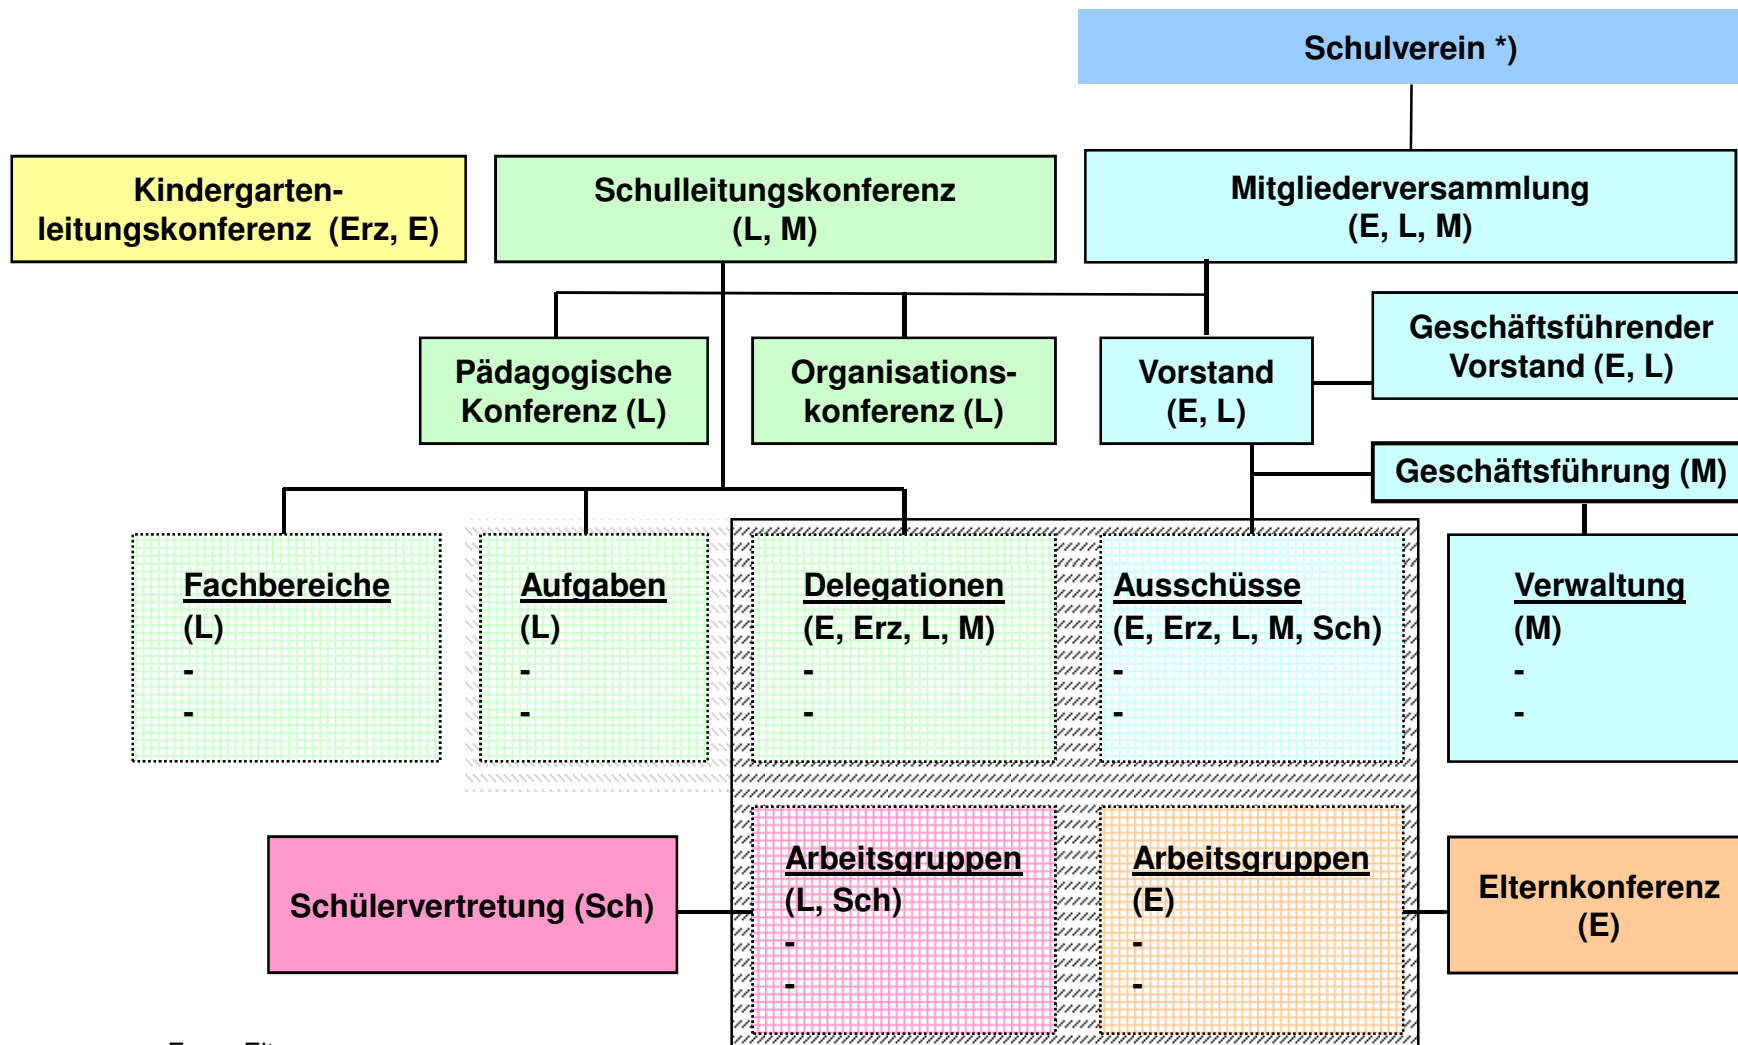 Schulverein *)
Kindergarten-
leitungskonferenz (Erz, E)
Schulleitungskonferenz
(L, M)
Mitgliederversammlung
(E, L, M)
Pädagogische
Konferenz (L)
Organisations-
konferenz (L)
Vorstand
(E, L)
Geschäftsführender
Vorstand (E, L)
Geschäftsführung (M)
Fachbereiche
(L)
-
-
Aufgaben
(L)
-
-
Delegationen
(E, Erz, L, M)
-
-
Ausschüsse
(E, Erz, L, M, Sch)
-
-
Verwaltung
(M)
-
-
Schülervertretung (Sch)
Arbeitsgruppen
(L, Sch)
-
-
Arbeitsgruppen
(E)
-
-
Elternkonferenz
(E)